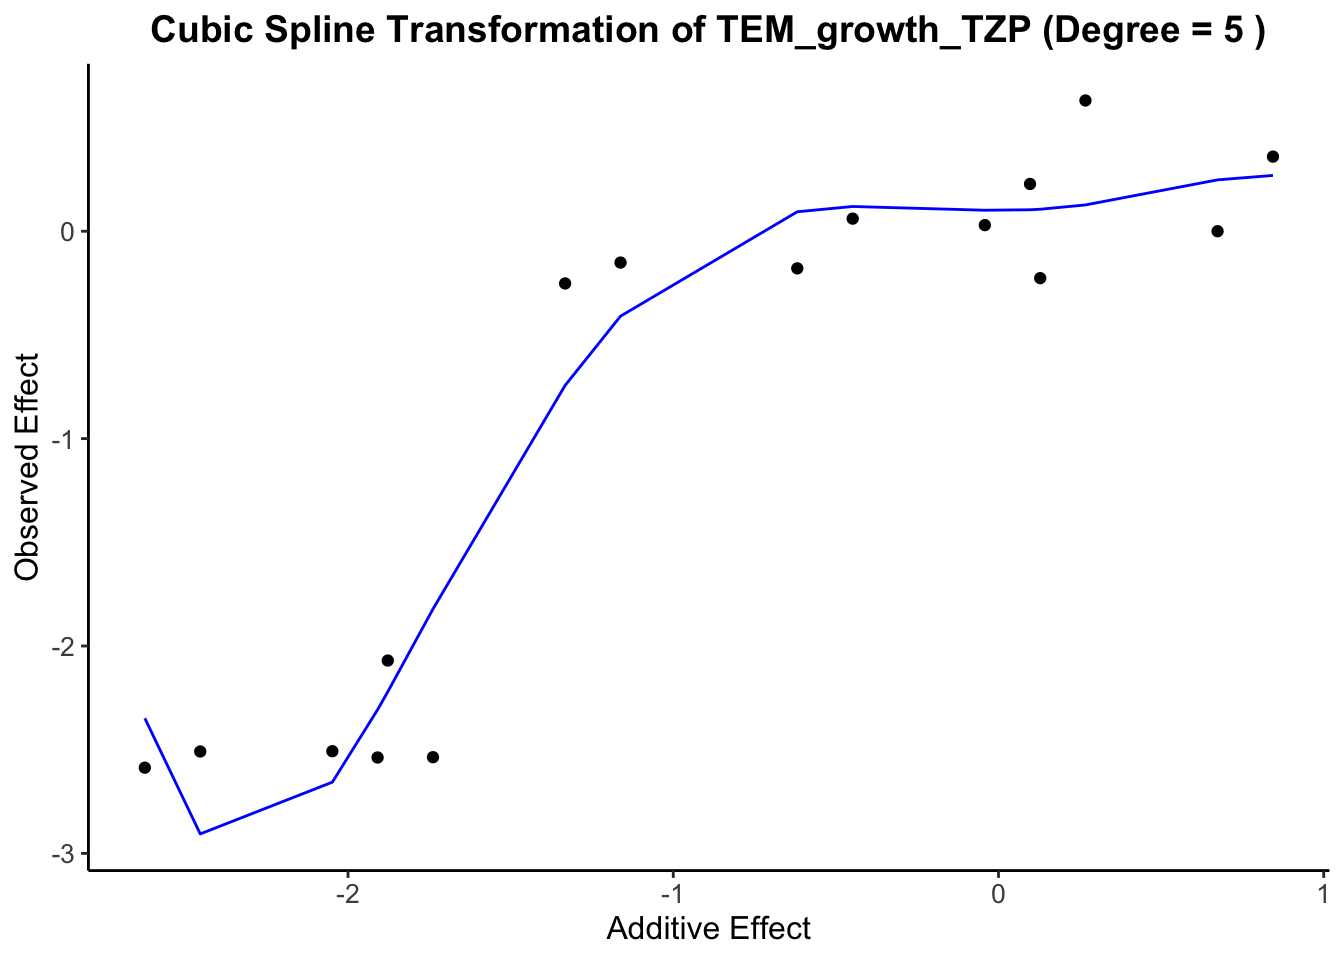 Cubic Spline Transformation of TEM_growth_TZP (Degree = 5 )
Observed Effect
0
-1
-2
-3
-2
-1
0
1
Additive Effect